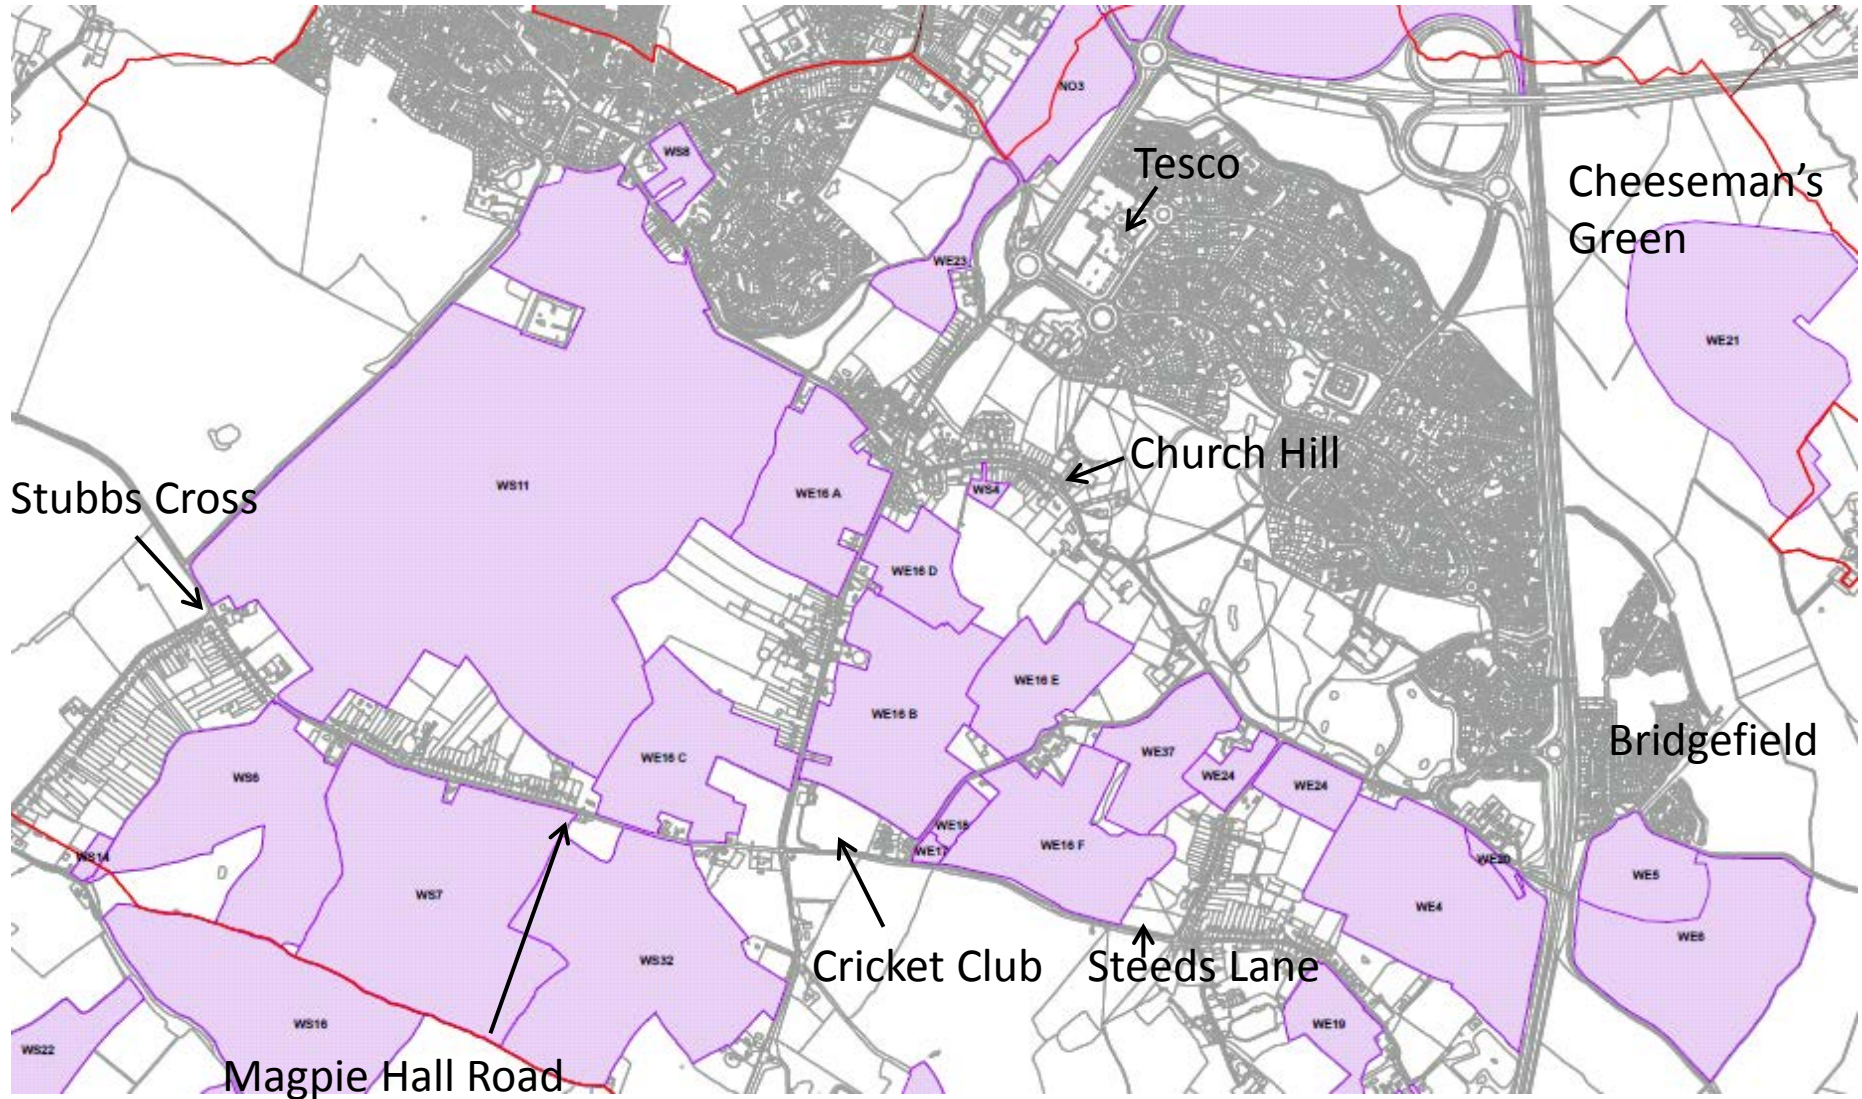 NO3
WS8
Tesco
Cheeseman's
Green
WE23
WE21
Church Hill
WS11
WE16 A
WS4
Stubbs Cross
WE16 D
WE16 E
WE16 B
Bridgefield
WE16 C
WE37
WS6
WE24
WE24
WE18
WE16 F
WE17
WS14
WE20
WE5
WS7
WE4
WE6
WS32
Cricket Club
Steeds Lane
WS16
WE19
WS22
Magpie Hall Road